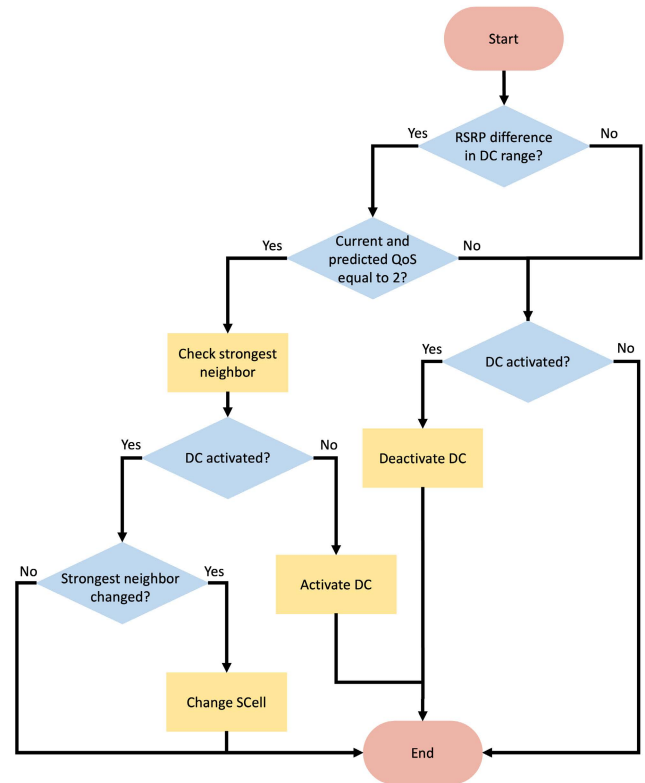 Start
RSRP difference
in DC range?
Yes
No
Current and
predicted QoS
equal to 2?
Yes
No
Check strongest
neighbor
DC activated?
Yes
No
Deactivate DC
DC activated?
Yes
No
Strongest neighbor
changed?
No
Yes
Activate DC
Change SCell
End